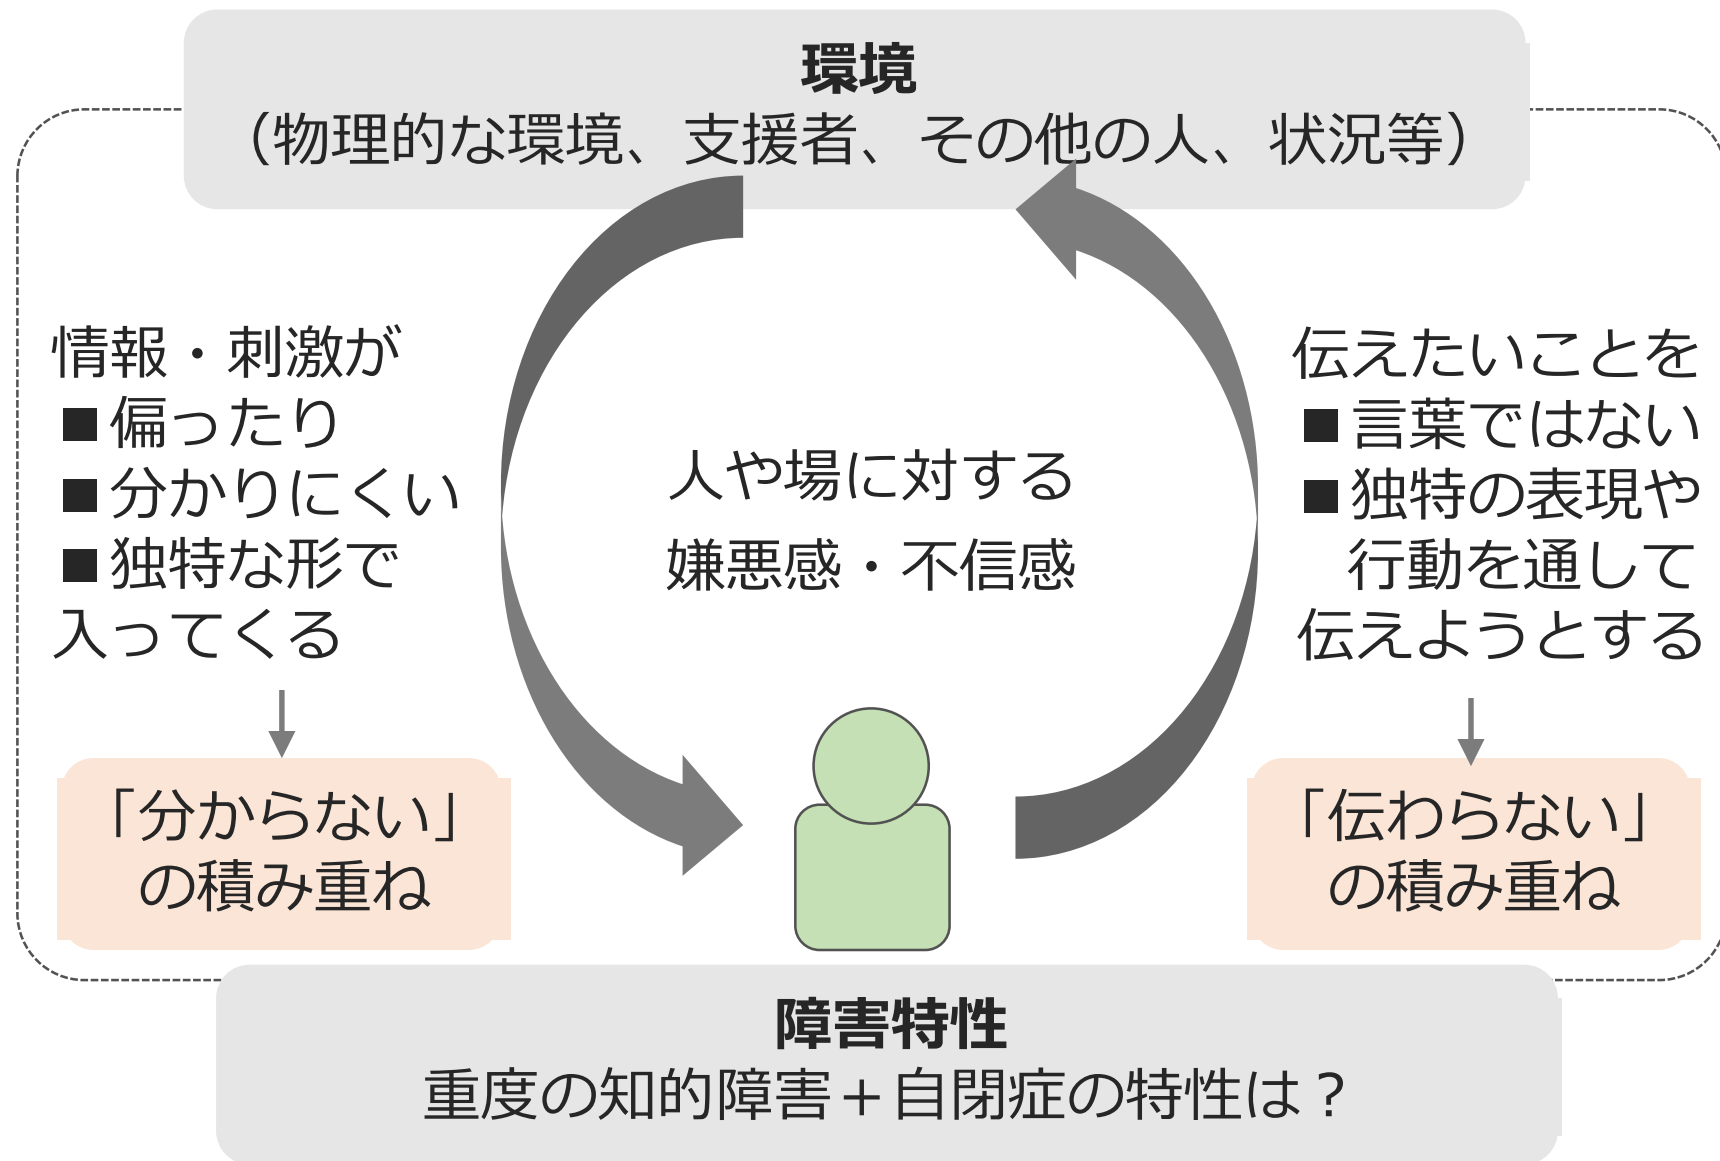 環境
（物理的な環境、支援者、その他の人、状況等）
情報・刺激が
■偏ったり
■分かりにくい
■独特な形で
入ってくる
「分からない」
の積み重ね
人や場に対する
嫌悪感・不信感
伝えたいことを
■言葉ではない
■独特の表現や
行動を通して
伝えようとする
「伝わらない」
の積み重ね
障害特性
重度の知的障害＋自閉症の特性は？